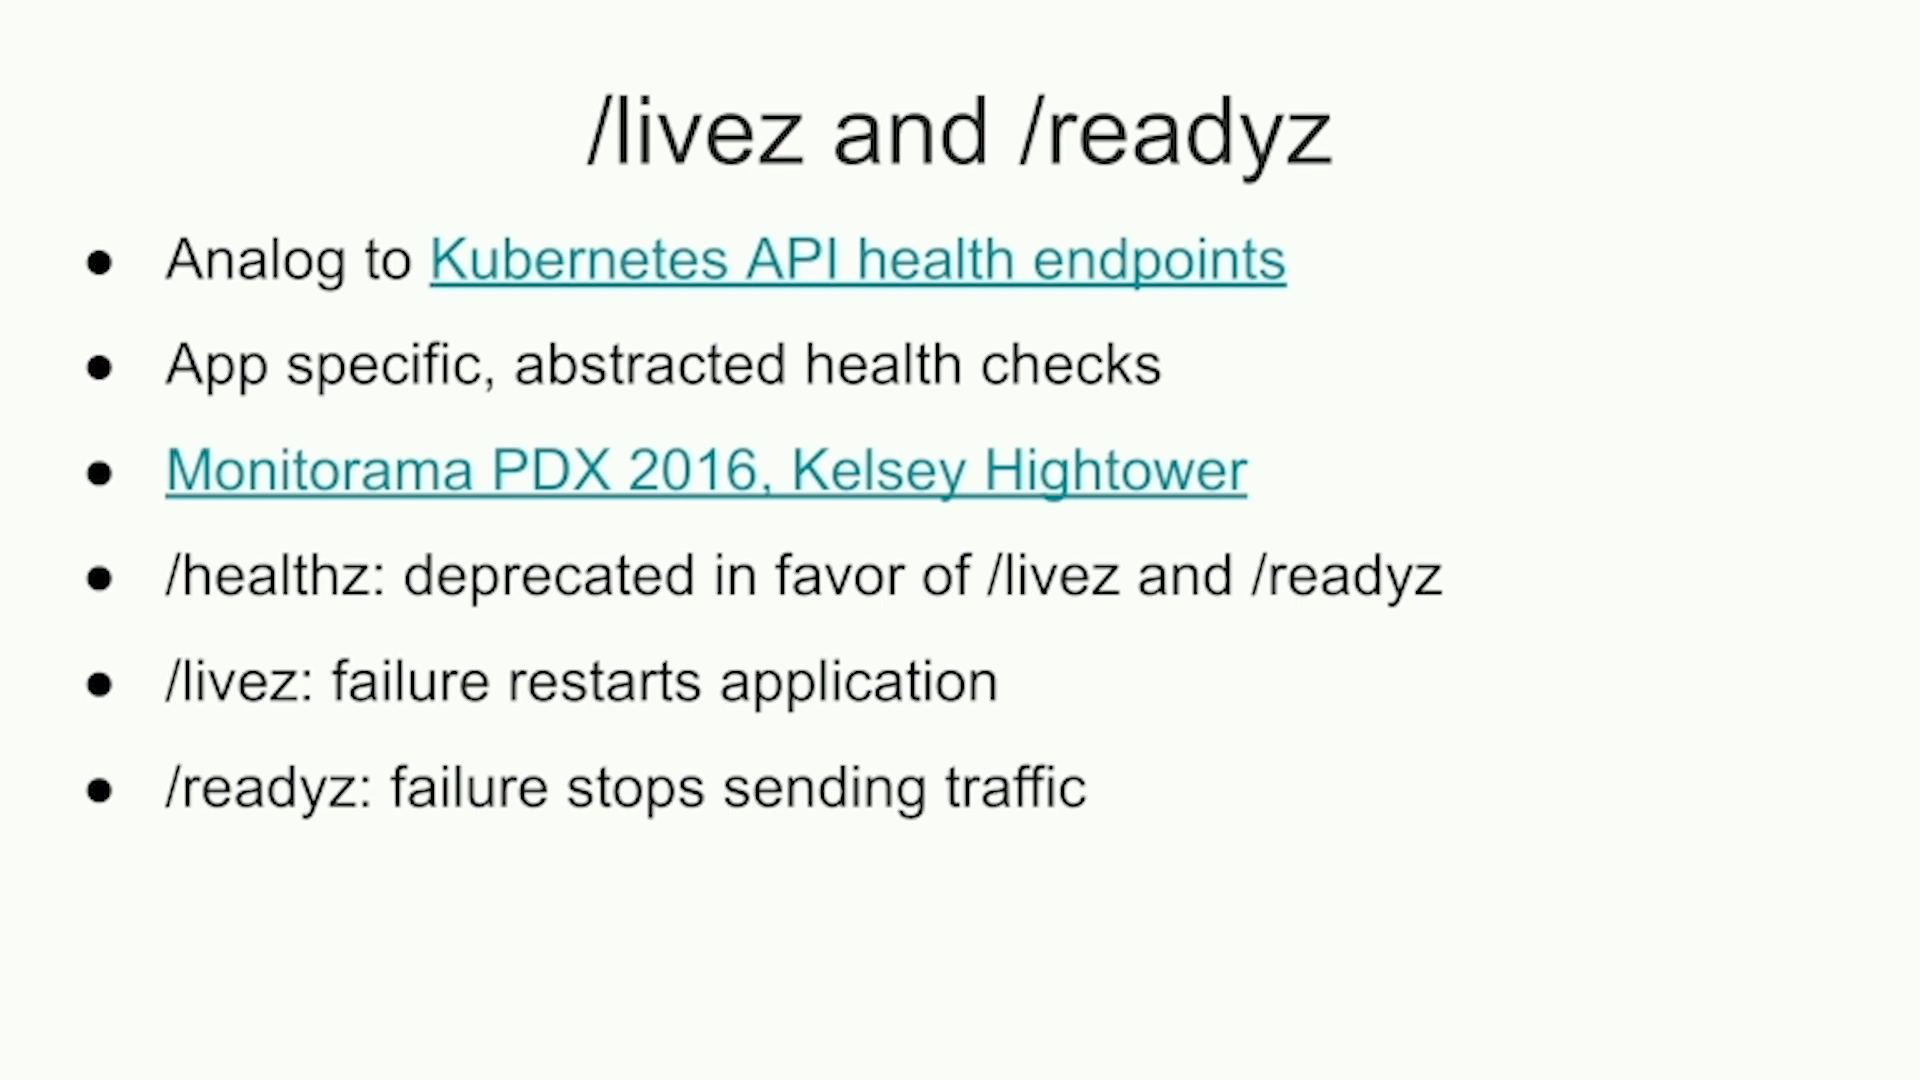 /livez and /readyz
● Analog to Kubernetes API health endpoints
● App specific, abstracted health checks
● Monitorama PDX 2016, Kelsey Hightower
● /healthz: deprecated in favor of /livez and /readyz
● /livez: failure restarts application
● /readyz: failure stops sending traffic